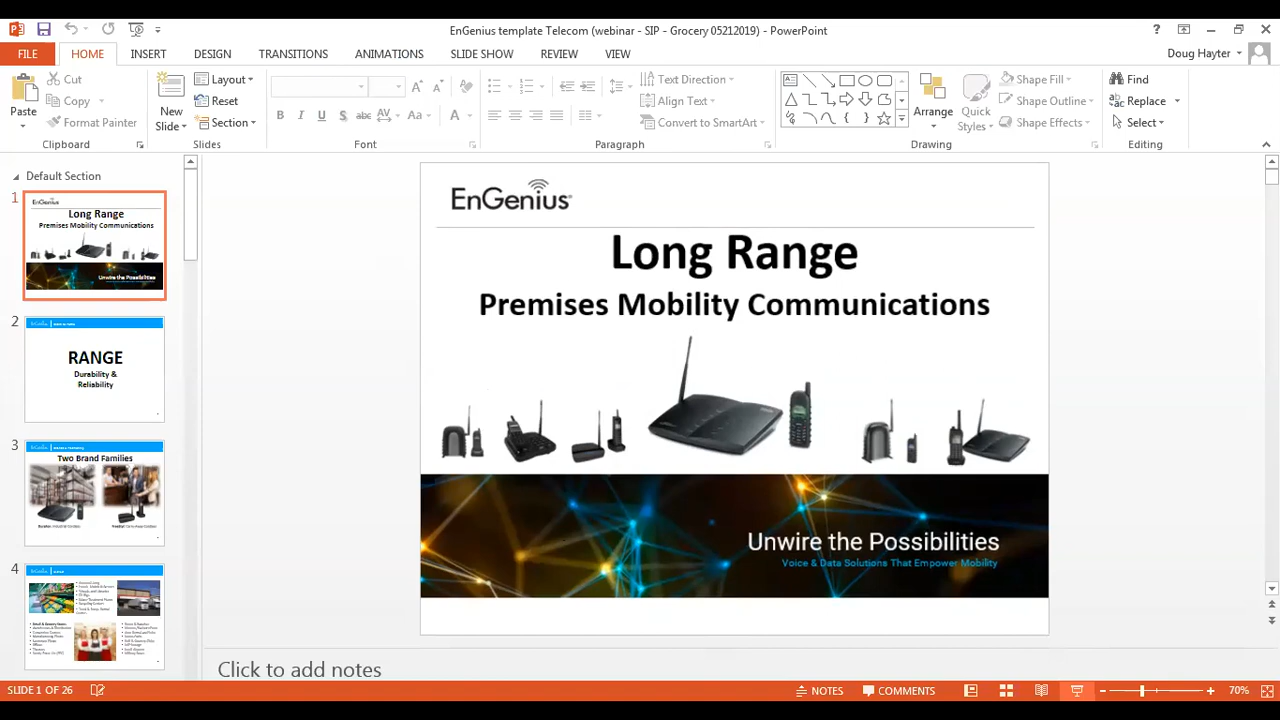 EnGenius template Telecom (webinar - SIP - Grocery 05212019) - PowerPoint
Doug Hayter
FILE HOME INSERT DESIGN TRANSITIONS ANIMATIONS SLIDE SHOW REVIEW VIEW
Paste
Cut
Copy
Format Painter
Clipboard
New
Slide
Layout
Reset
Section
Slides
Font
Text Direction
Align Text
Convert to SmartArt
Paragraph
Arrange
Quick
Styles
Shape Fill
Shape Outline
Shape Effects
Drawing
Find
Replace
Select
Editing
Default Section
1
EnGenius
Long Range
Premises Mobility Communications
Unwire the Possibilities
2
RANGE
Durability &
Reliability
3
Two Brand Families
4
EnGenius®
Long Range
Premises Mobility Communications
Unwire the Possibilities
Voice & Data Solutions That Empower Mobility
Click to add notes
SLIDE 1 OF 26
NOTES
COMMENTS
70%